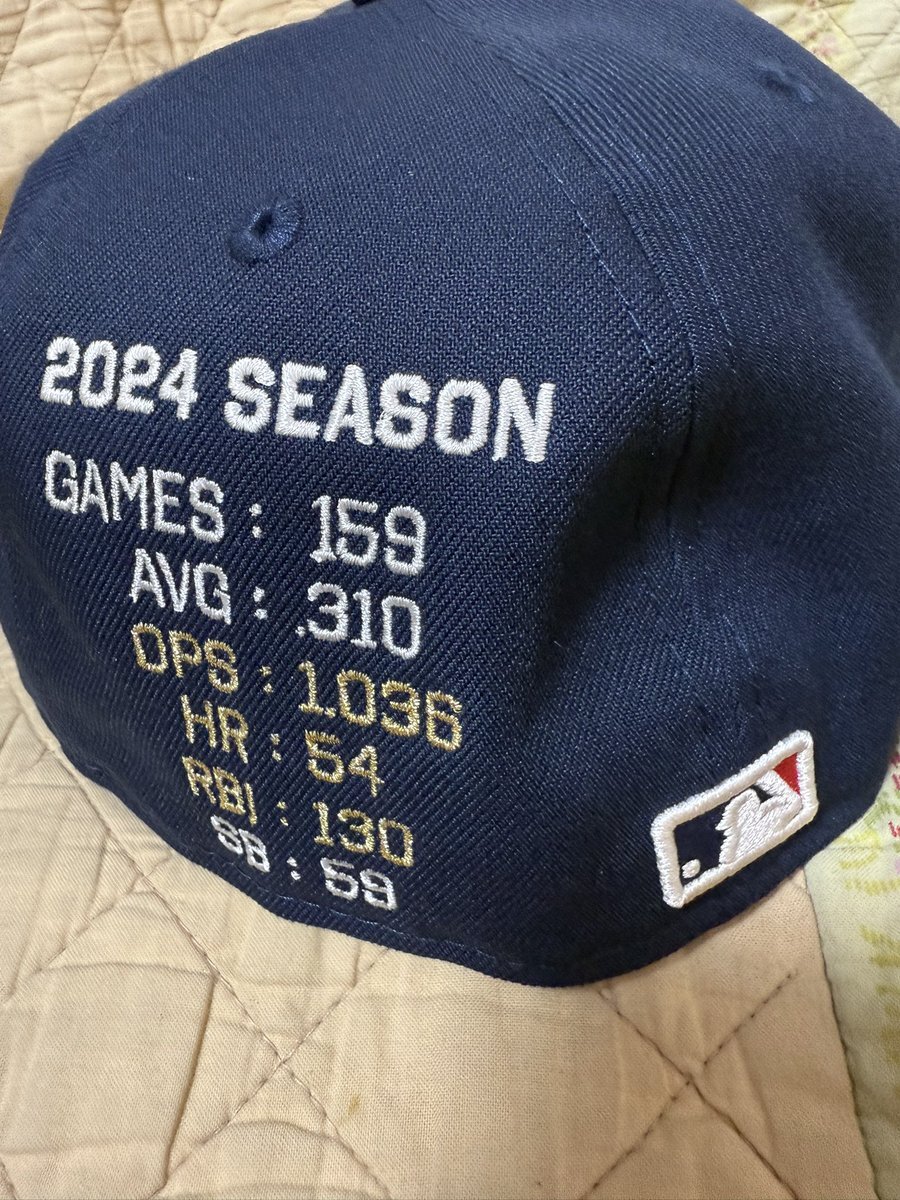 2024 SEASON
GAMES : 159
AVG : .310
OPS : 1.036
HR : 54
RBI : 130
SB : 59